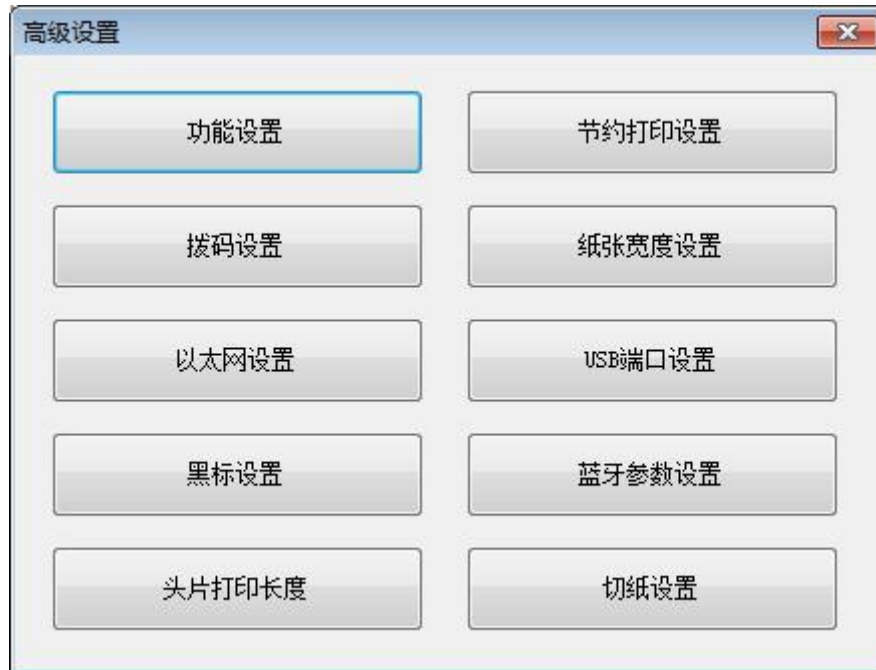 高级设置
功能设置
节约打印设置
拨码设置
纸张宽度设置
以太网设置
USB端口设置
黑标设置
蓝牙参数设置
头片打印长度
切纸设置